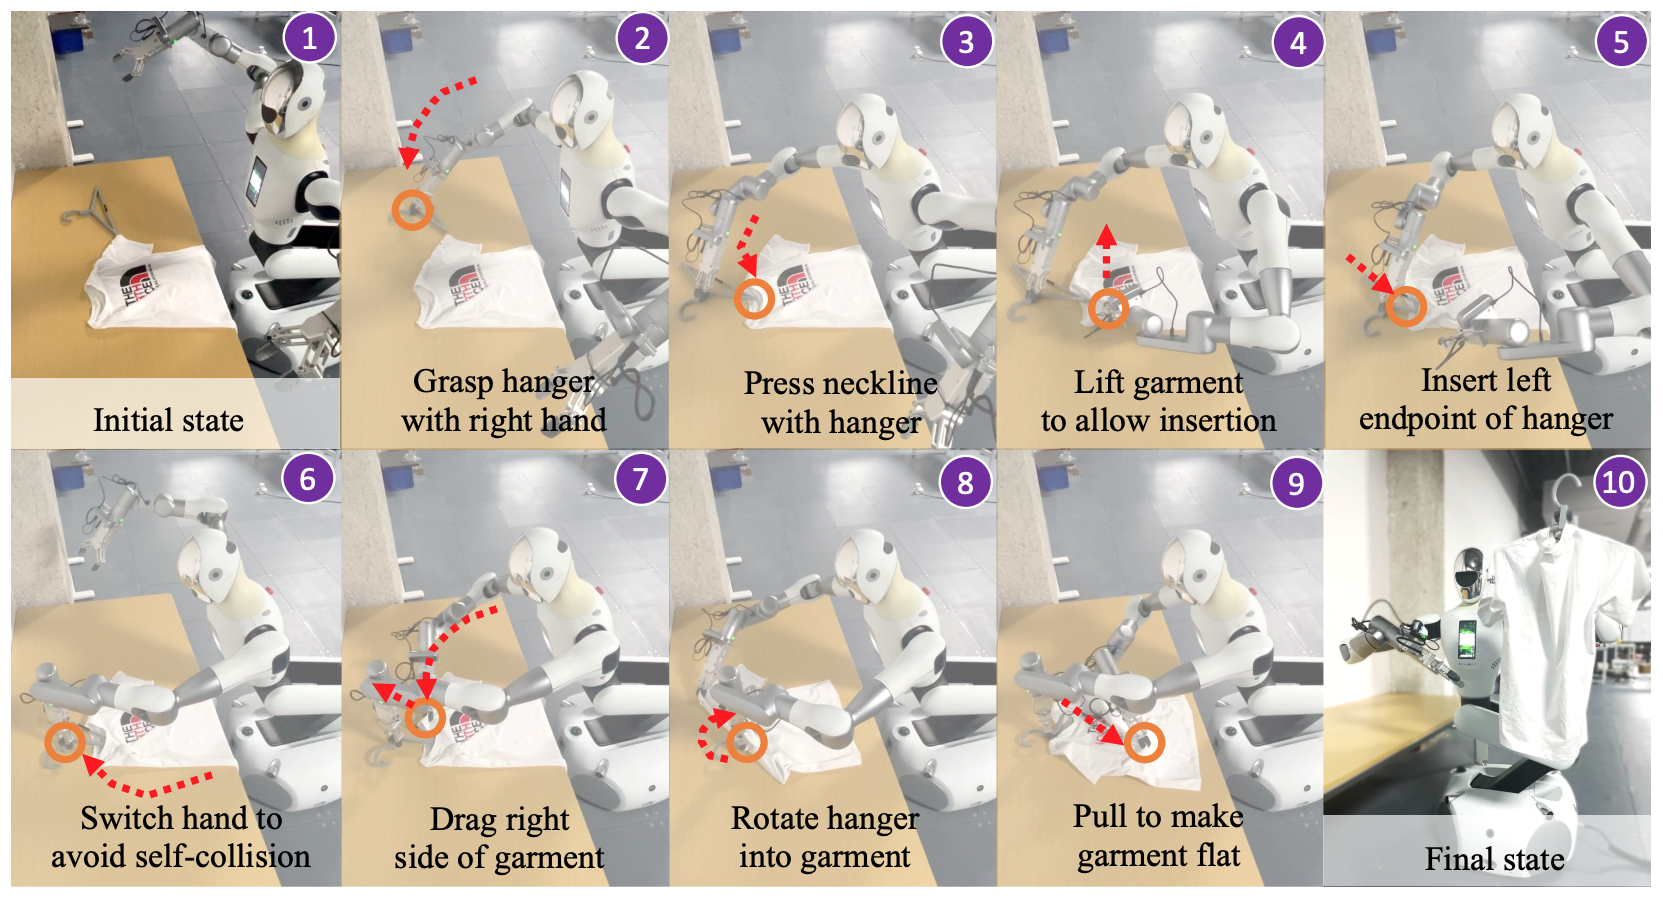 1
2
3
4
5
Initial state
Grasp hanger
with right hand
Press neckline
with hanger
Lift garment
to allow insertion
Insert left
endpoint of hanger
6
7
8
9
10
Switch hand to
avoid self-collision
Drag right
side of garment
Rotate hanger
into garment
Pull to make
garment flat
Final state